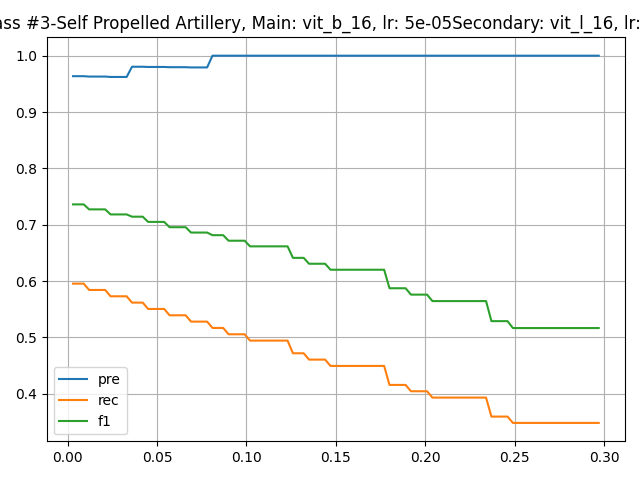 ass #3-Self Propelled Artillery, Main: vit_b_16, lr: 5e-05Secondary: vit_l_16, lr:
1.0
0.9
0.8
0.7
0.6
0.5
0.4
pre
rec
f1
0.00 0.05 0.10 0.15 0.20 0.25 0.30